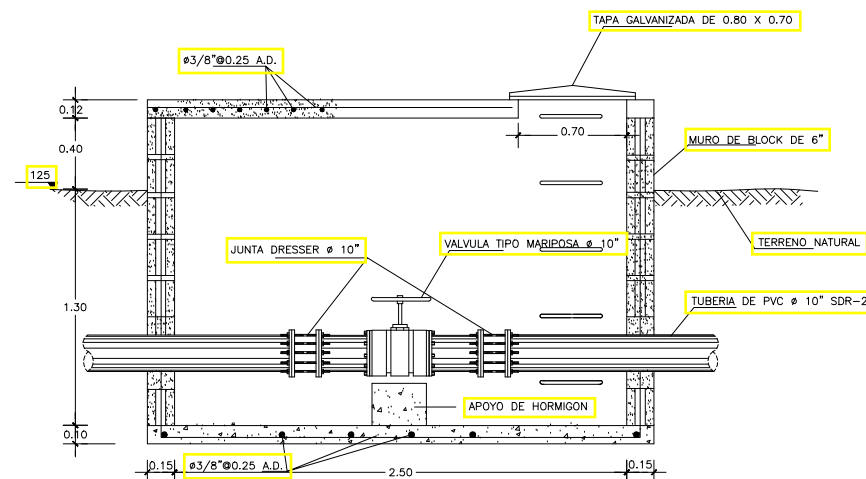 TAPA GALVANIZADA DE 0.80 X 0.70
ø3/8"@0.25 A.D.
0.12
0.70
0.40
MURO DE BLOCK DE 6"
125
JUNTA DRESSER ø 10"
VALVULA TIPO MARIPOSA ø 10"
TERRENO NATURAL
1.30
TUBERIA DE PVC ø 10" SDR-2
APOYO DE HORMIGON
0.10
0.15
ø3/8"@0.25 A.D.
2.50
0.15